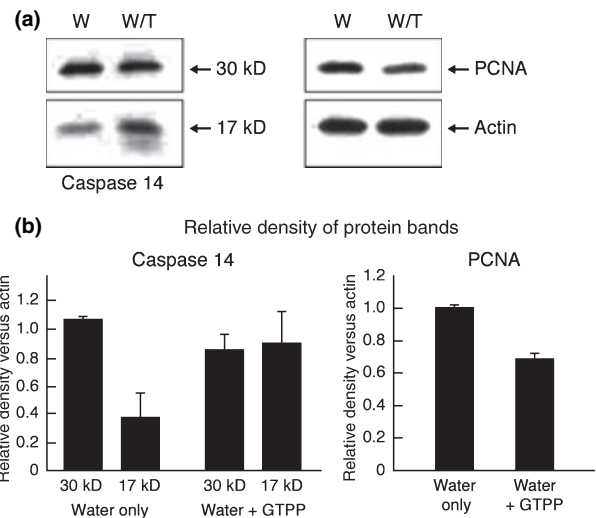 (a)
W W/T W W/T
30 kD PCNA
17 kD Actin
Caspase 14
(b) Relative density of protein bands
Caspase 14 PCNA
Relative density versus actin
1.2
1.0
0.8
0.6
0.4
0.2
0
30 kD 17 kD 30 kD 17 kD
Water only Water + GTPP
Relative density versus actin
1.2
1.0
0.8
0.6
0.4
0.2
0
Water Water
only + GTPP